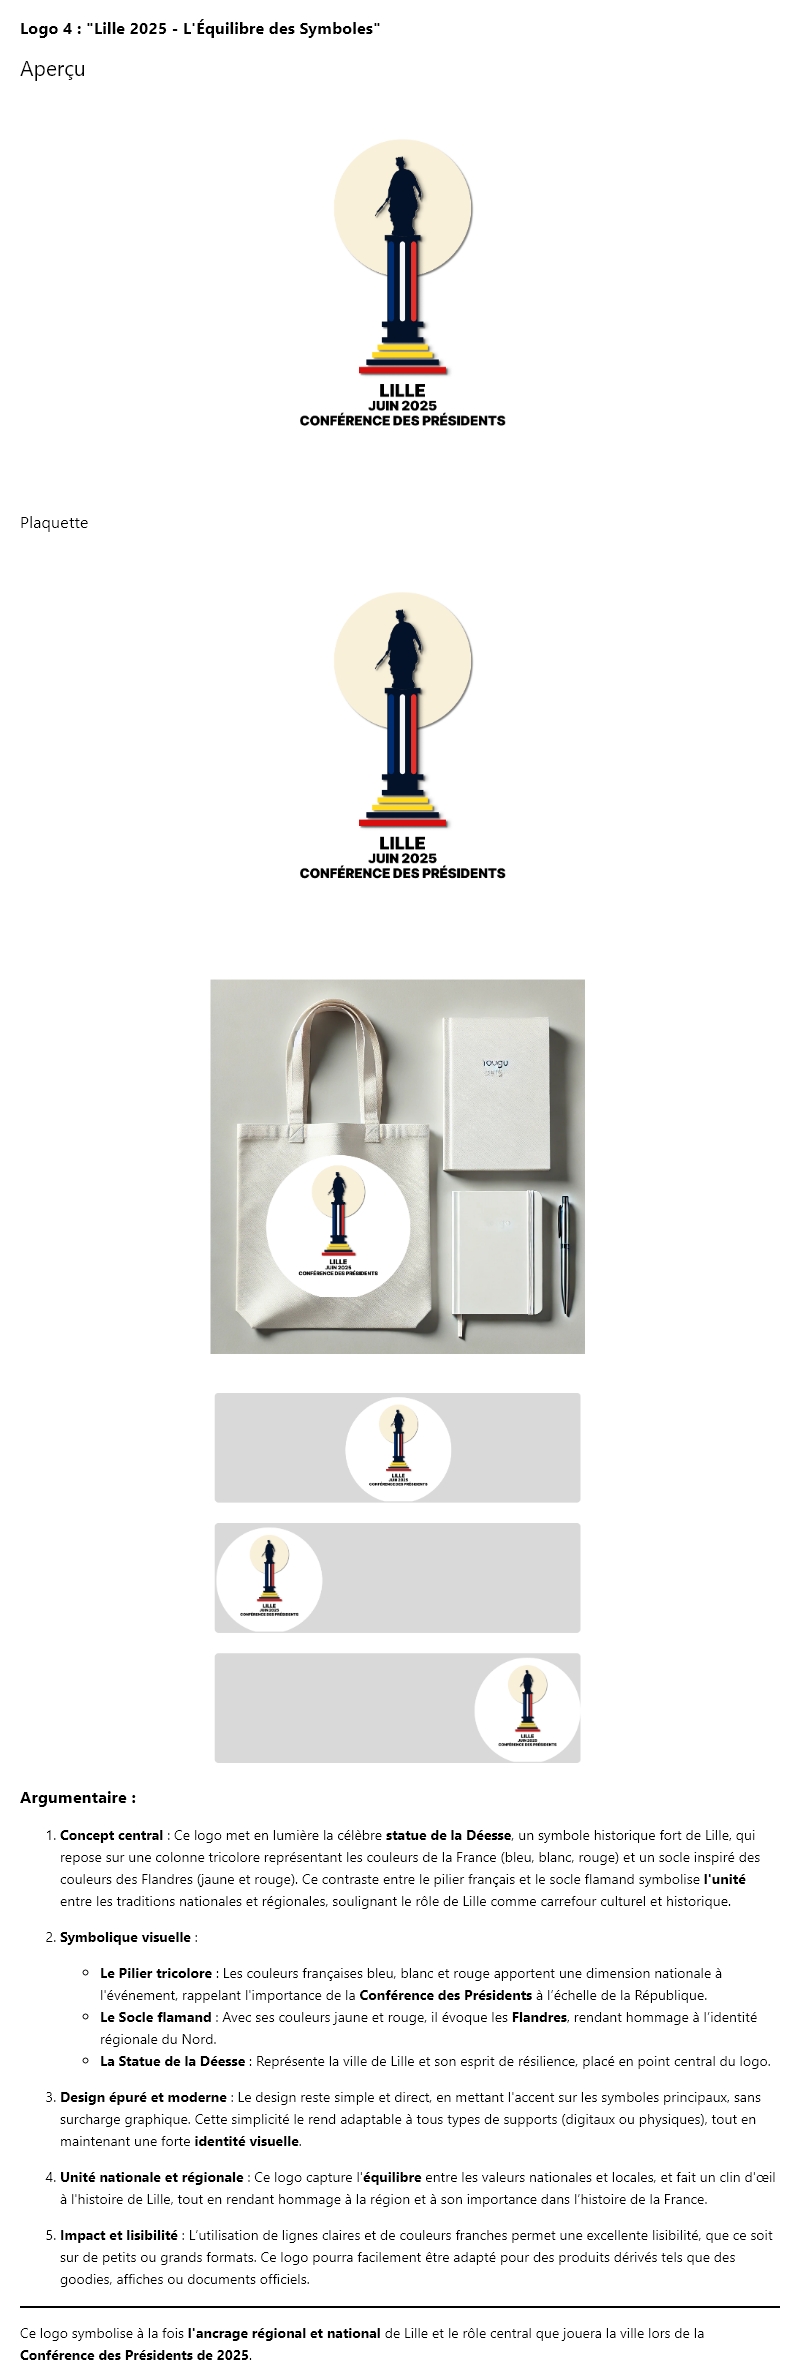 Logo 4 : "Lille 2025 - L'Équilibre des Symboles"
Aperçu
LILLE
JUIN 2025
CONFÉRENCE DES PRÉSIDENTS
Plaquette
LILLE
JUIN 2025
CONFÉRENCE DES PRÉSIDENTS
LILLE
JUIN 2025
CONFÉRENCE DES PRÉSIDENTS
LILLE
JUIN 2025
CONFÉRENCE DES PRÉSIDENTS
LILLE
JUIN 2025
CONFÉRENCE DES PRÉSIDENTS
LILLE
JUIN 2025
CONFÉRENCE DES PRÉSIDENTS
Argumentaire :
1. Concept central : Ce logo met en lumière la célèbre statue de la Déesse, un symbole historique fort de Lille, qui
repose sur une colonne tricolore représentant les couleurs de la France (bleu, blanc, rouge) et un socle inspiré des
couleurs des Flandres (jaune et rouge). Ce contraste entre le pilier français et le socle flamand symbolise l'unité
entre les traditions nationales et régionales, soulignant le rôle de Lille comme carrefour culturel et historique.
2. Symbolique visuelle :
Le Pilier tricolore : Les couleurs françaises bleu, blanc et rouge apportent une dimension nationale à
l'événement, rappelant l'importance de la Conférence des Présidents à l'échelle de la République.
Le Socle flamand : Avec ses couleurs jaune et rouge, il évoque les Flandres, rendant hommage à l'identité
régionale du Nord.
La Statue de la Déesse : Représente la ville de Lille et son esprit de résilience, placé en point central du logo.
3. Design épuré et moderne : Le design reste simple et direct, en mettant l'accent sur les symboles principaux, sans
surcharge graphique. Cette simplicité le rend adaptable à tous types de supports (digitaux ou physiques), tout en
maintenant une forte identité visuelle.
4. Unité nationale et régionale : Ce logo capture l'équilibre entre les valeurs nationales et locales, et fait un clin d'œil
à l'histoire de Lille, tout en rendant hommage à la région et à son importance dans l'histoire de la France.
5. Impact et lisibilité : L'utilisation de lignes claires et de couleurs franches permet une excellente lisibilité, que ce soit
sur de petits ou grands formats. Ce logo pourra facilement être adapté pour des produits dérivés tels que des
goodies, affiches ou documents officiels.
Ce logo symbolise à la fois l'ancrage régional et national de Lille et le rôle central que jouera la ville lors de la
Conférence des Présidents de 2025.